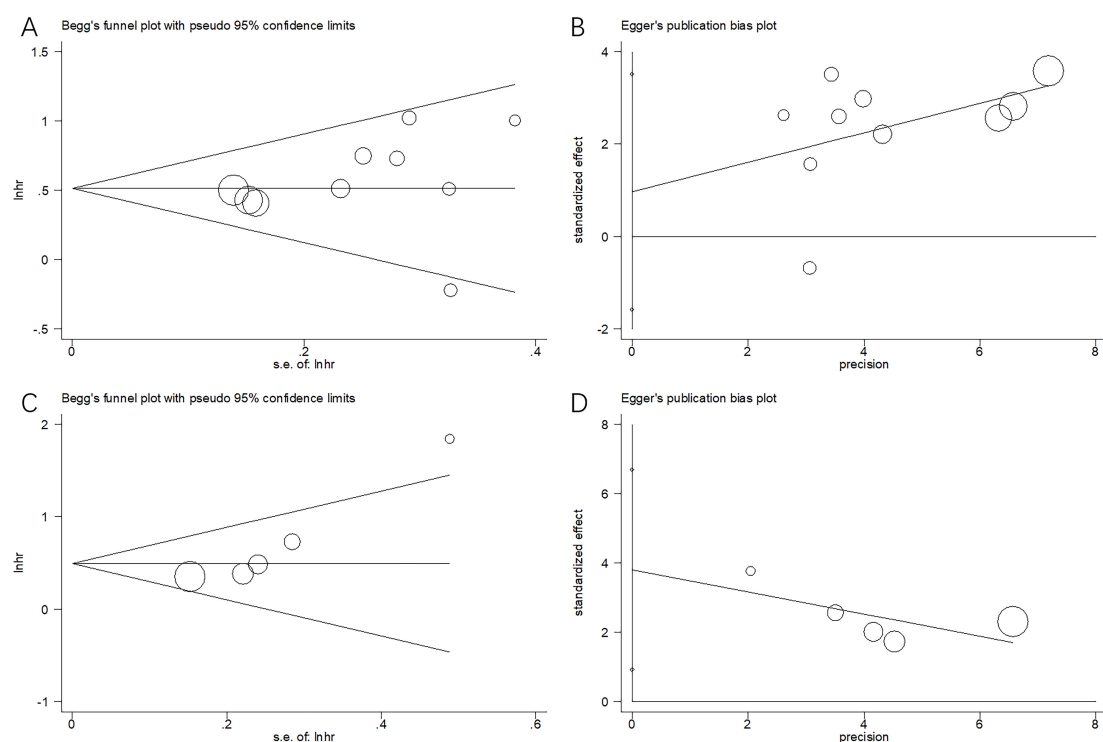 A
Begg's funnel plot with pseudo 95% confidence limits
lnhr
1.5
1
.5
0
-.5
0
.2
.4
s.e. of: lnhr
B
Egger's publication bias plot
standardized effect
4
2
0
-2
0
2
4
6
8
precision
C
Begg's funnel plot with pseudo 95% confidence limits
lnhr
2
1
0
-1
0
.2
.4
.6
s.e. of: lnhr
D
Egger's publication bias plot
standardized effect
8
6
4
2
0
0
2
4
6
8
precision